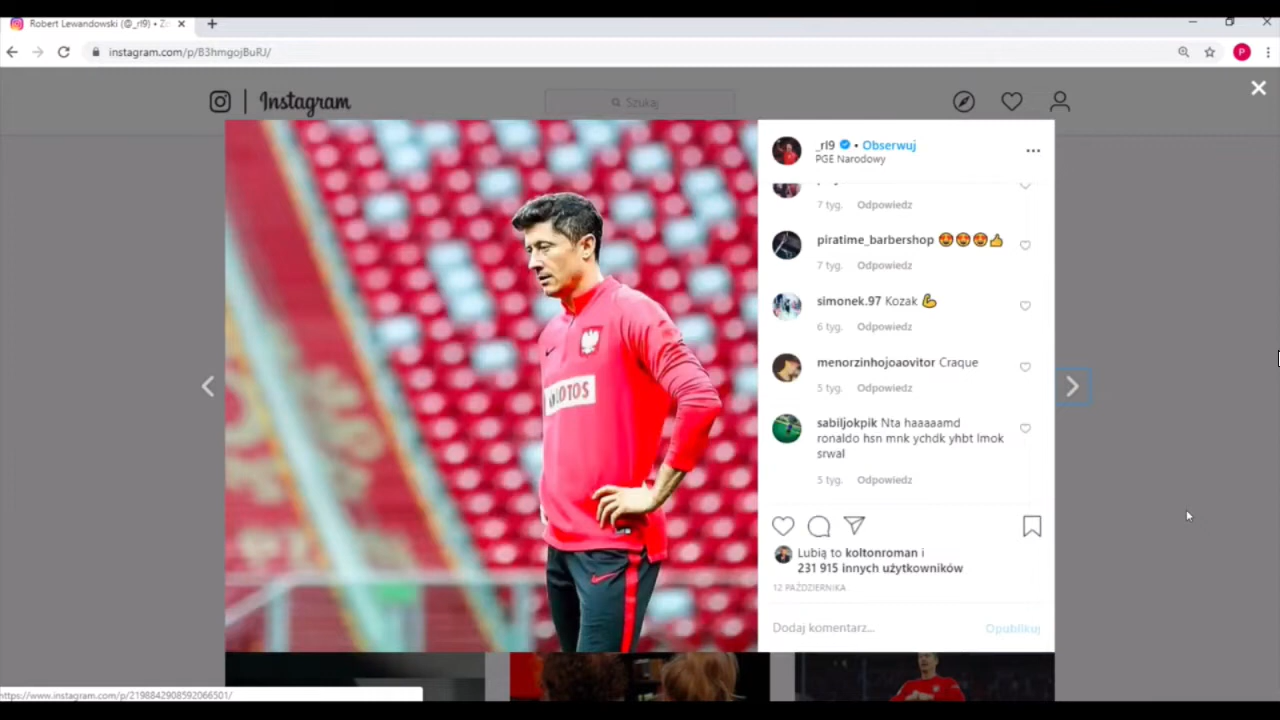 Robert Lewandowski (@_rl9) • Z
instagram.com/p/B3hmgojBuRJ/
P
Instagram
Szukaj
_rl9 • Obserwuj
PGE Narodowy
7 tyg. Odpowiedz
piratime_barbershop 😍😍😍👍
7 tyg. Odpowiedz
simonek.97 Kozak 💪
6 tyg. Odpowiedz
menorzinhojoaovitor Craque
5 tyg. Odpowiedz
sabiljokpik Nta haaaaamd
ronaldo hsn mnk ychdk yhbt lmok
srwal
5 tyg. Odpowiedz
LOTOS
Lubią to koltonroman i
231 915 innych użytkowników
12 PAŹDZIERNIKA
Dodaj komentarz... Opublikuj
https://www.instagram.com/p/2198842908592066501/